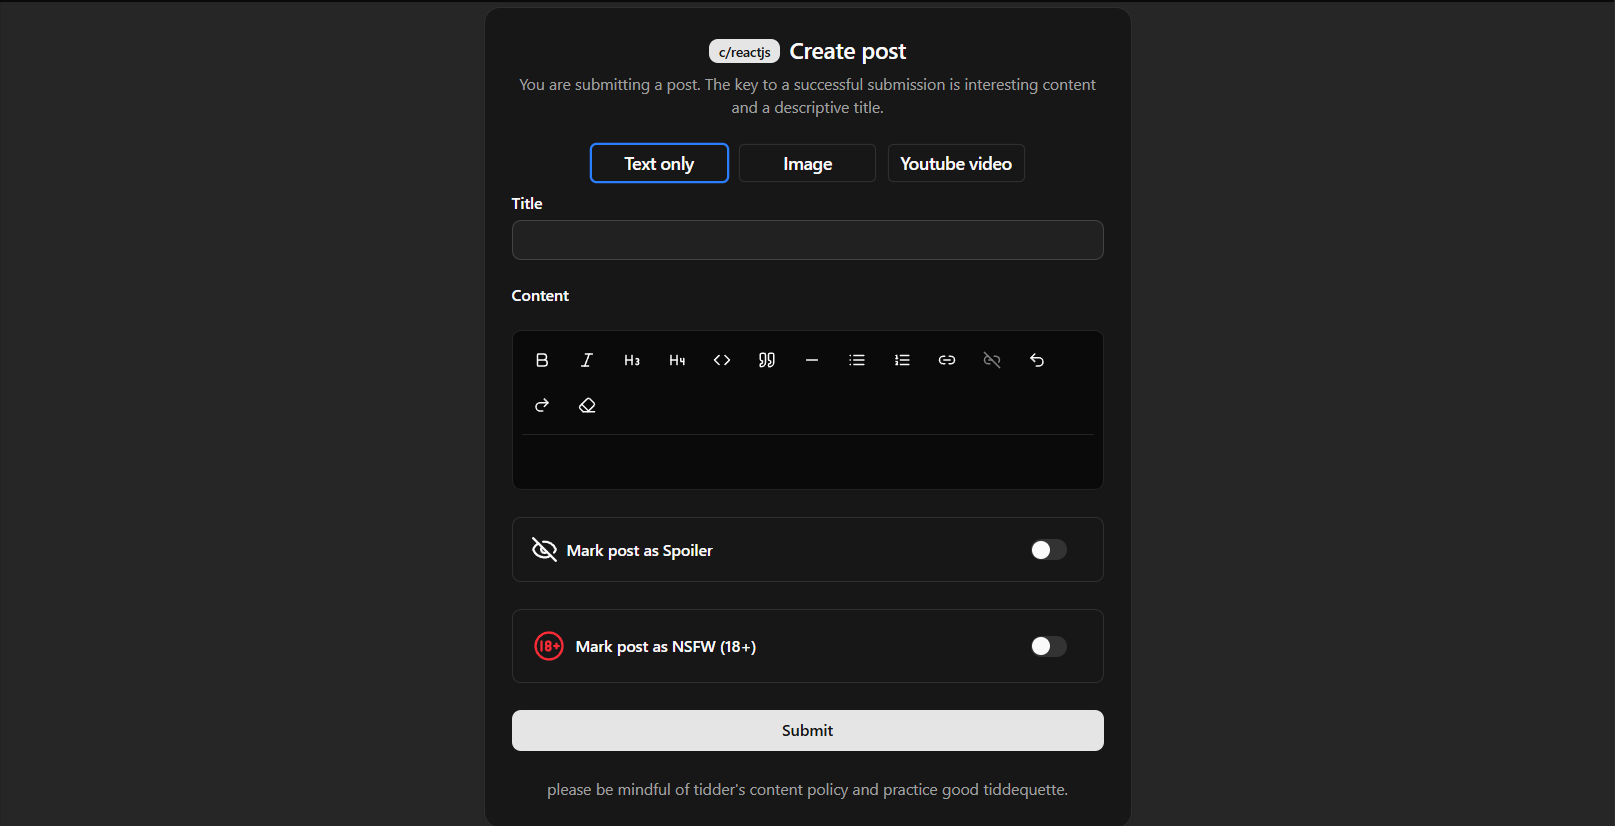 c/reactjs Create post
You are submitting a post. The key to a successful submission is interesting content
and a descriptive title.
Text only Image Youtube video
Title
Content
B I H3 H4
Mark post as Spoiler
18+ Mark post as NSFW (18+)
Submit
please be mindful of tidder's content policy and practice good tiddequette.